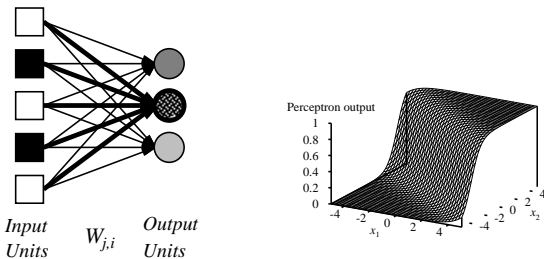 Input
Units
W_{j,i}
Output
Units
Perceptron output
1
0.8
0.6
0.4
0.2
0
-4 -2 0 2 4
x_1
-4 -2 0 2 4
x_2